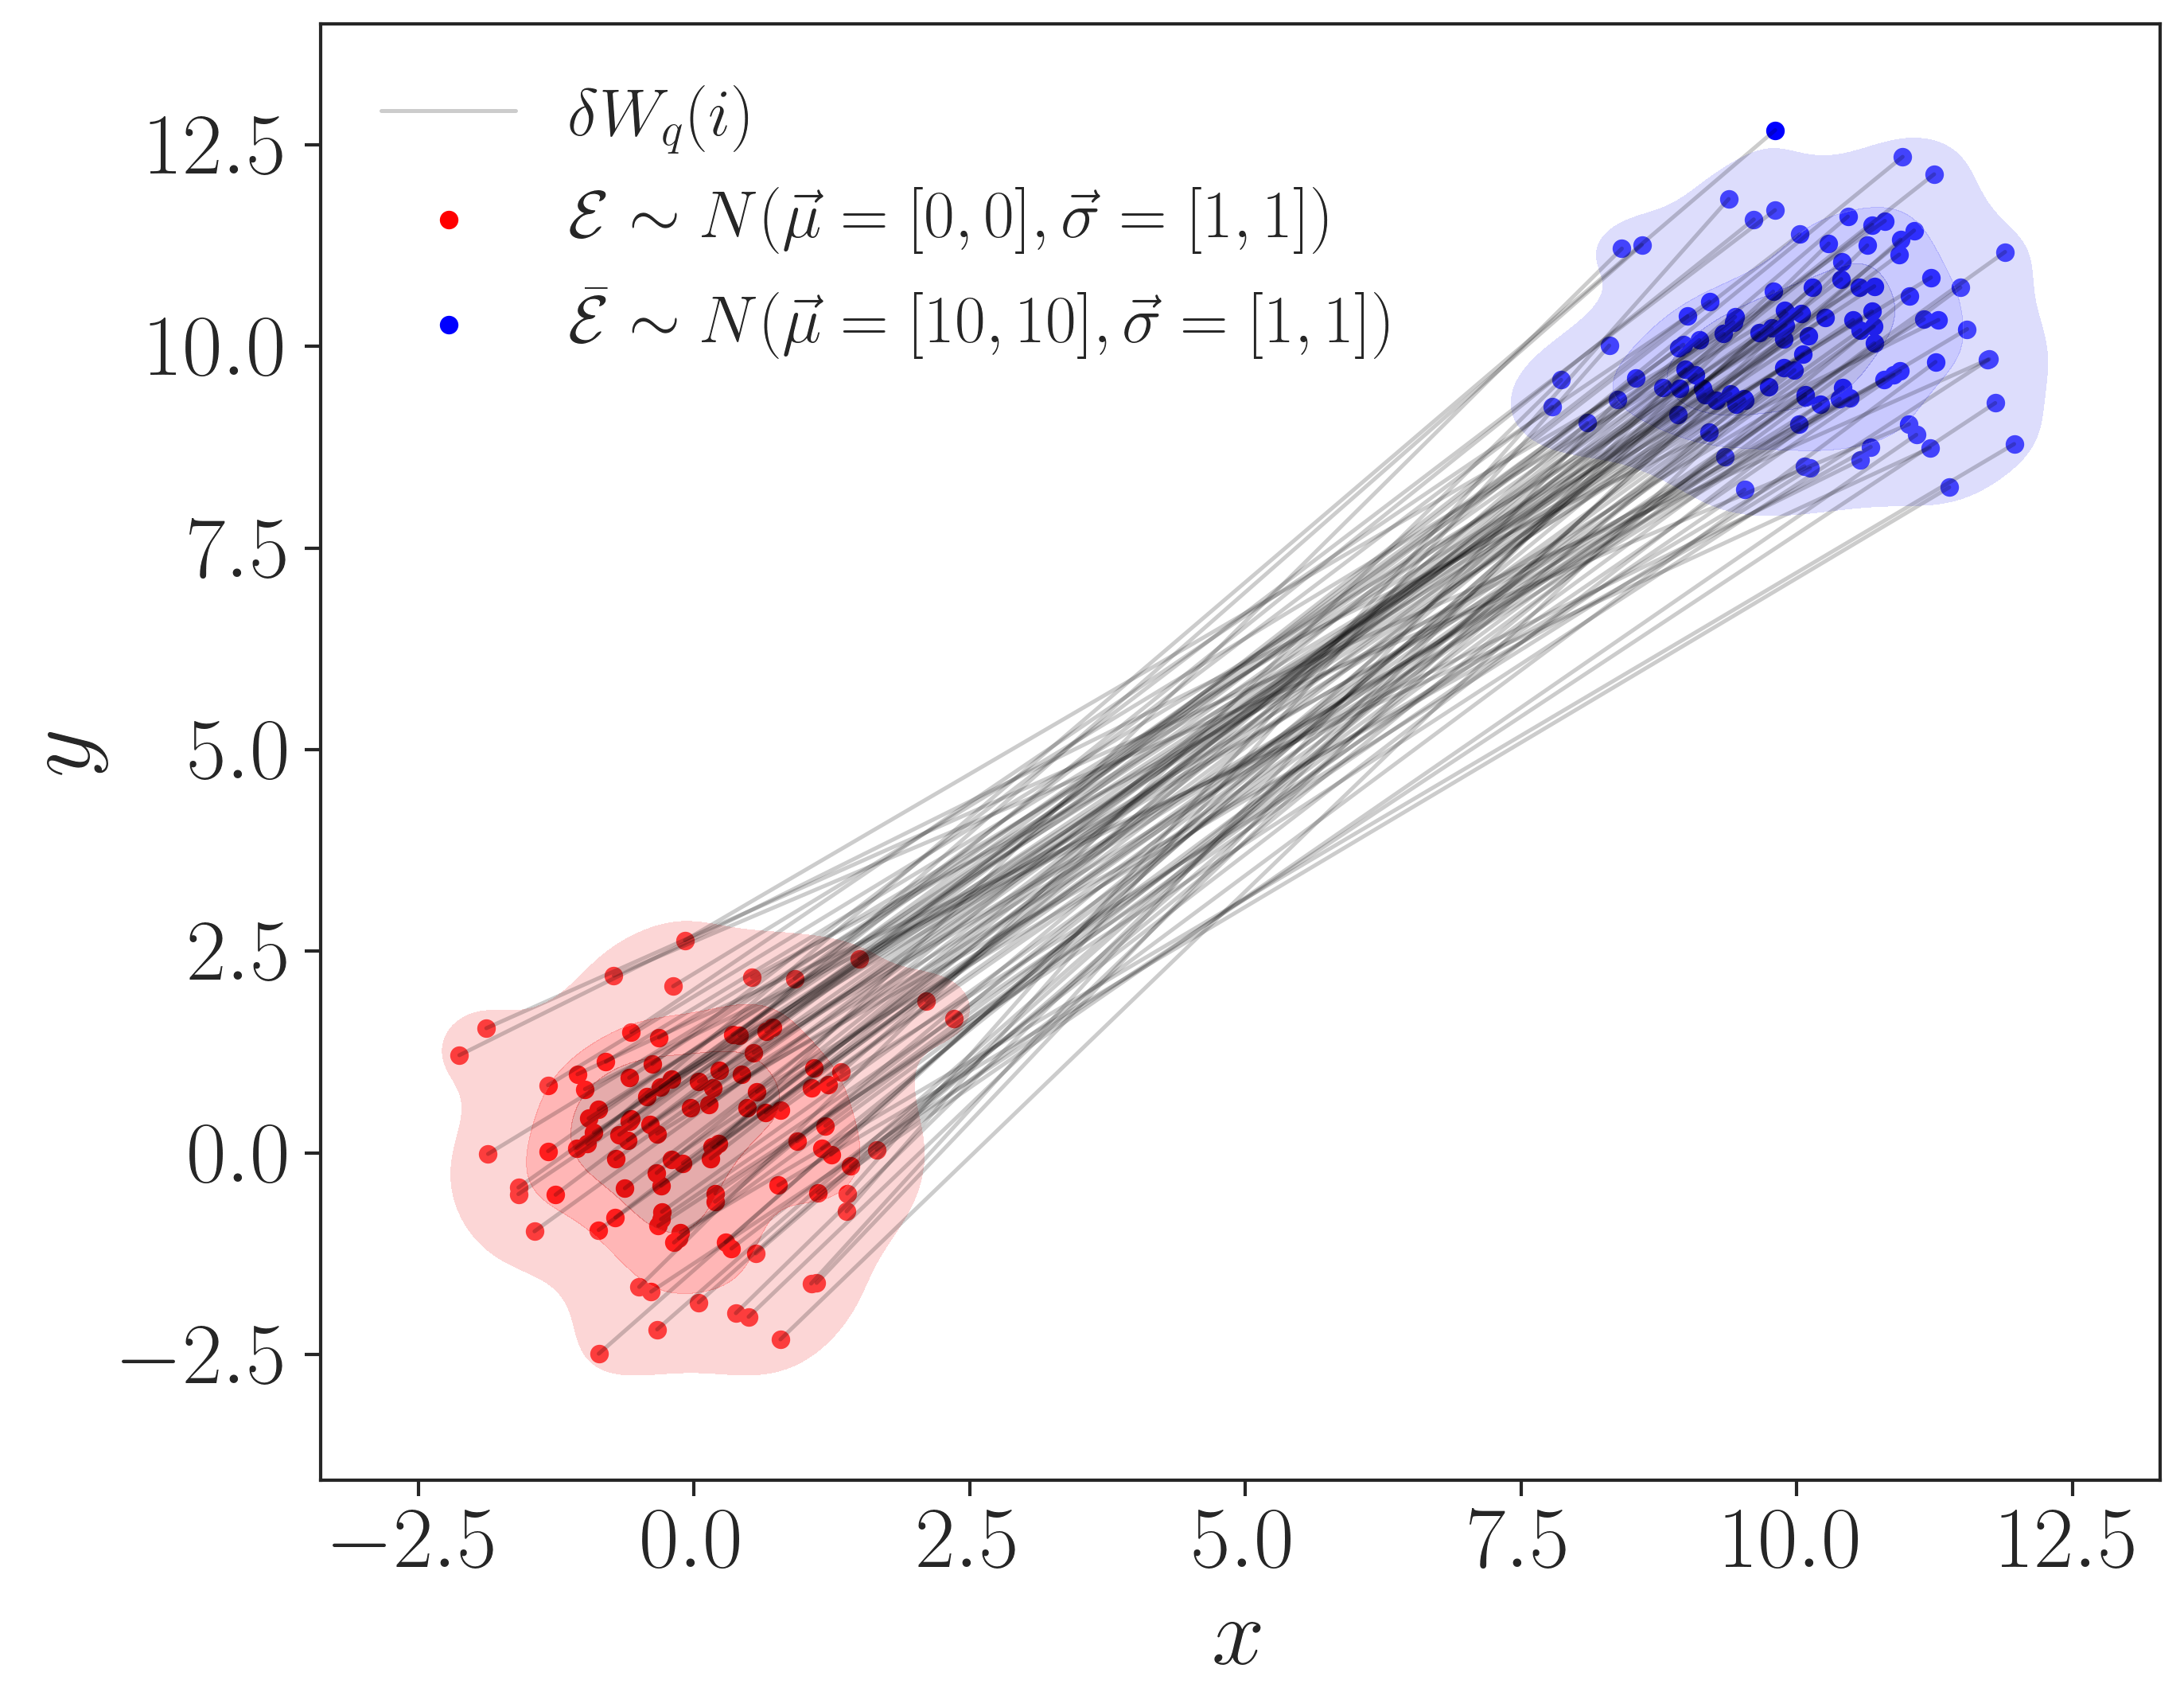 δW_q(i)
ℰ ∼ N(μ⃗ = [0, 0], σ⃗ = [1, 1])
ℰ̄ ∼ N(μ⃗ = [10, 10], σ⃗ = [1, 1])
12.5
10.0
7.5
5.0
2.5
0.0
−2.5
y
−2.5 0.0 2.5 5.0 7.5 10.0 12.5
x